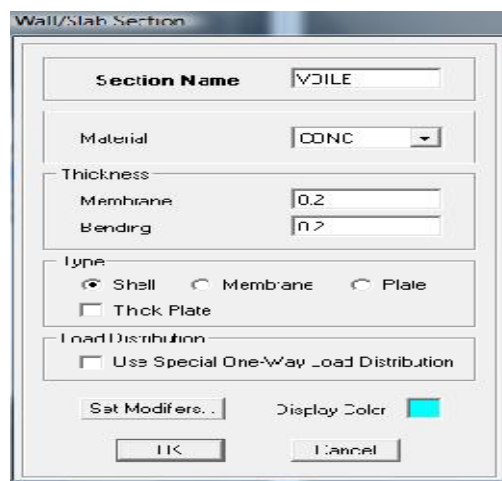 Wall/Slab Section
Section Name VOILE
Material CONC
Thickness
Membrane 0.2
Bending 0.2
Type
Shell Membrane Plate
Thick Plate
Load Distribution
Use Special One-Way Load Distribution
Set Modifiers... Display Color
OK Cancel